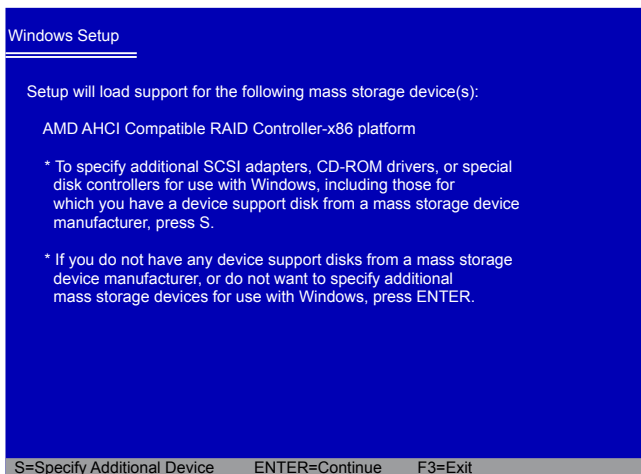 Windows Setup
Setup will load support for the following mass storage device(s):
AMD AHCI Compatible RAID Controller-x86 platform
* To specify additional SCSI adapters, CD-ROM drivers, or special
disk controllers for use with Windows, including those for
which you have a device support disk from a mass storage device
manufacturer, press S.
* If you do not have any device support disks from a mass storage
device manufacturer, or do not want to specify additional
mass storage devices for use with Windows, press ENTER.
S=Specify Additional Device ENTER=Continue F3=Exit